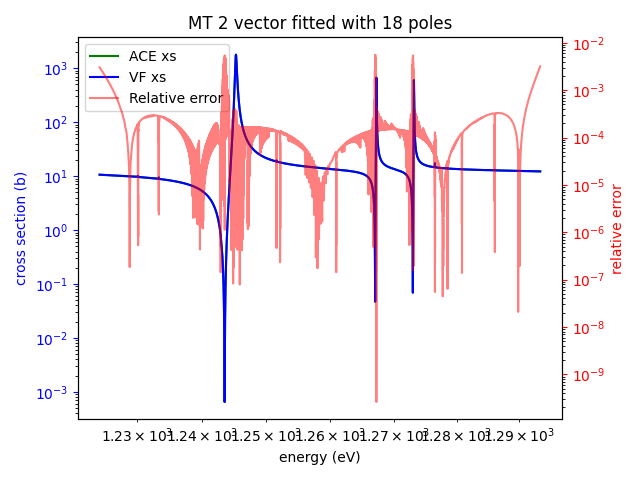 MT 2 vector fitted with 18 poles
ACE xs
VF xs
Relative error
cross section (b)
10³
10²
10¹
10⁰
10⁻¹
10⁻²
10⁻³
10⁻²
10⁻³
10⁻⁴
10⁻⁵
10⁻⁶
10⁻⁷
10⁻⁸
10⁻⁹
relative error
1.23 × 10³ 1.24 × 10³ 1.25 × 10³ 1.26 × 10³ 1.27 × 10³ 1.28 × 10³ 1.29 × 10³
energy (eV)